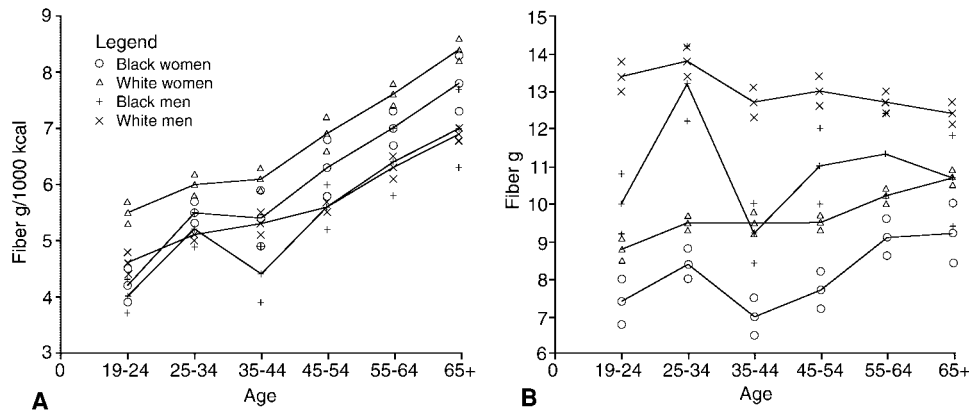 9
8
7
6
5
4
3
Fiber g/1000 kcal
Legend
Black women
White women
Black men
White men
0 19-24 25-34 35-44 45-54 55-64 65+
Age
A
15
14
13
12
11
10
9
8
7
6
Fiber g
0 19-24 25-34 35-44 45-54 55-64 65+
Age
B